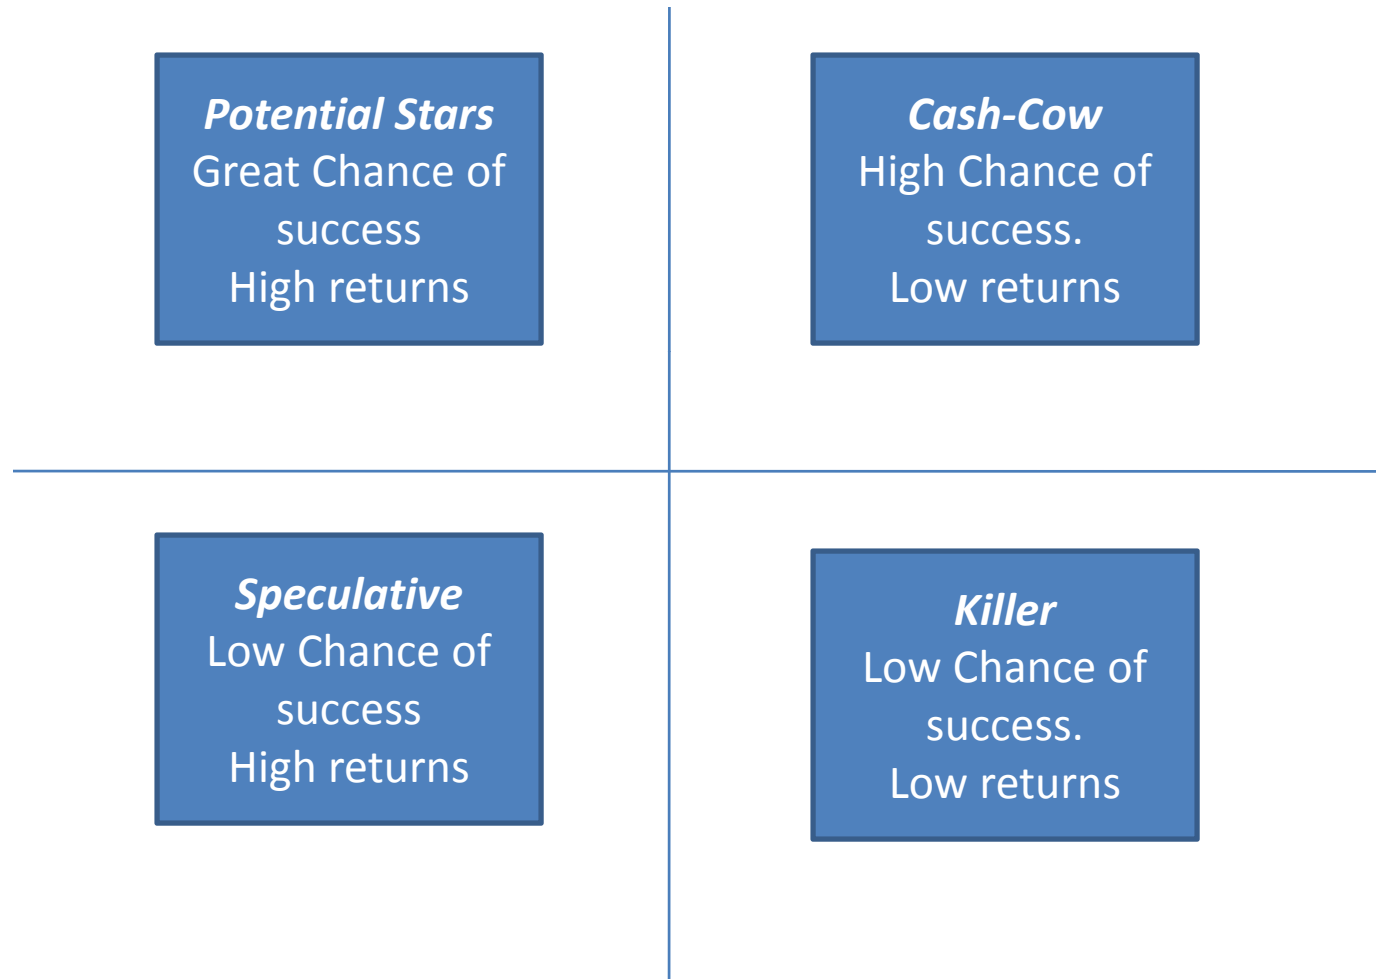 Potential Stars
Great Chance of
success
High returns
Cash-Cow
High Chance of
success.
Low returns
Speculative
Low Chance of
success
High returns
Killer
Low Chance of
success.
Low returns